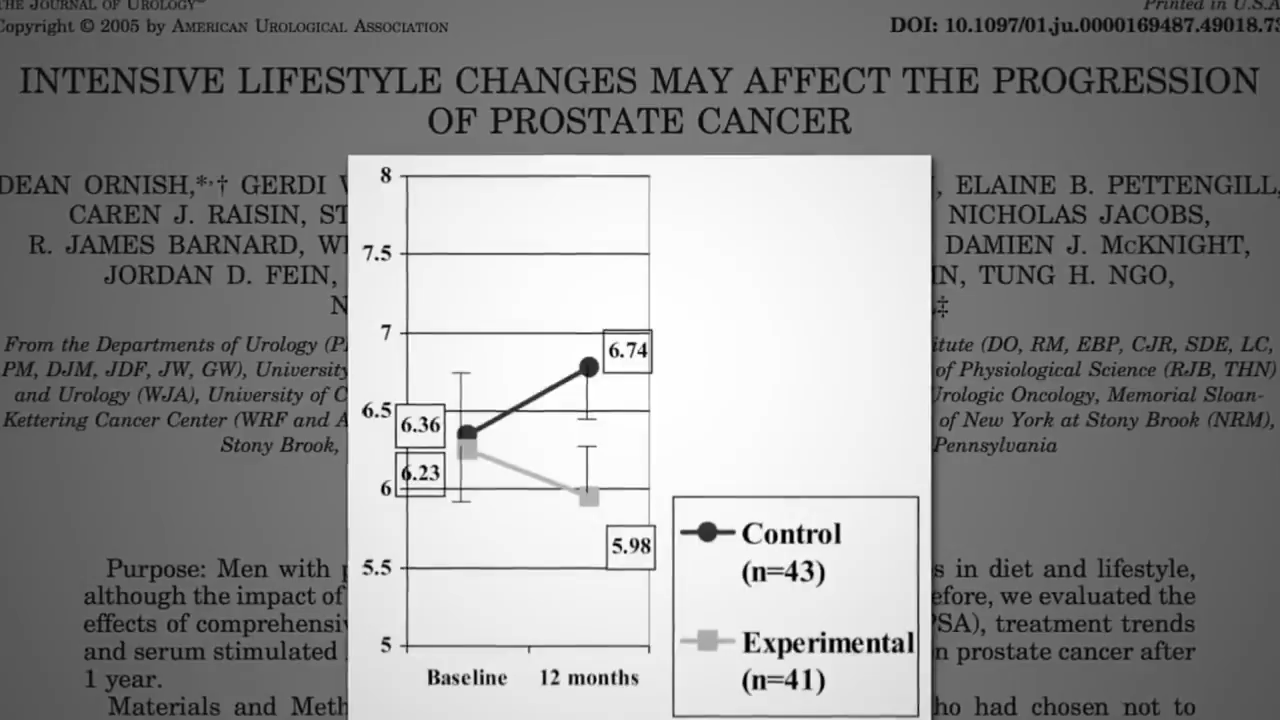 THE JOURNAL OF UROLOGY
Printed in U.S.A
Copyright © 2005 by AMERICAN UROLOGICAL ASSOCIATION
DOI: 10.1097/01.ju.0000169487.49018.73
INTENSIVE LIFESTYLE CHANGES MAY AFFECT THE PROGRESSION
OF PROSTATE CANCER
DEAN ORNISH,*,† GERDI ELAINE B. PETTENGILL,
CAREN J. RAISIN, NICHOLAS JACOBS,
R. JAMES BARNARD, DAMIEN J. McKNIGHT,
JORDAN D. FEIN, TUNG H. NGO,
‡
From the Departments of Urology (DO, RM, EBP, CJR, SDE, LC,
PM, DJM, JDF, JW, GW), University of Physiological Science (RJB, THN)
and Urology (WJA), University of Urologic Oncology, Memorial Sloan-
Kettering Cancer Center (WRF and of New York at Stony Brook (NRM),
Stony Brook, Pennsylvania
8
7.5
7
6.5
6
5.5
5
6.74
6.36
6.23
5.98
Baseline 12 months
Control
(n=43)
Experimental
(n=41)
Purpose: Men with in diet and lifestyle,
although the impact of we evaluated the
effects of PSA), treatment trends
and serum stimulated prostate cancer after
1 year.
Materials and had chosen not to